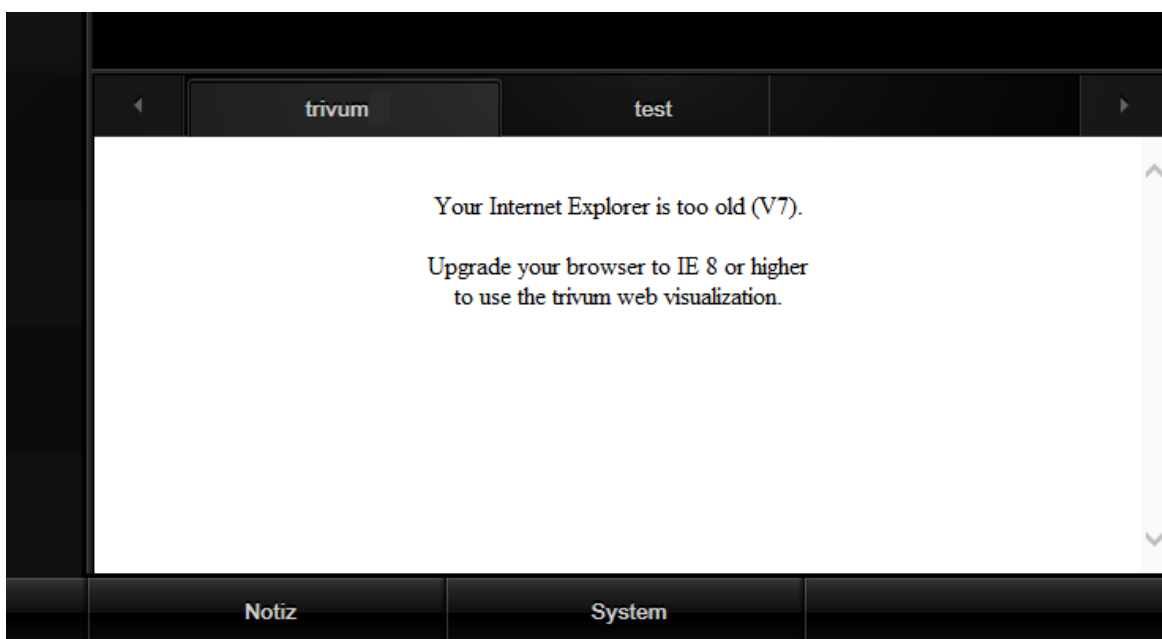 trivum test
Your Internet Explorer is too old (V7).
Upgrade your browser to IE 8 or higher
to use the trivum web visualization.
Notiz System